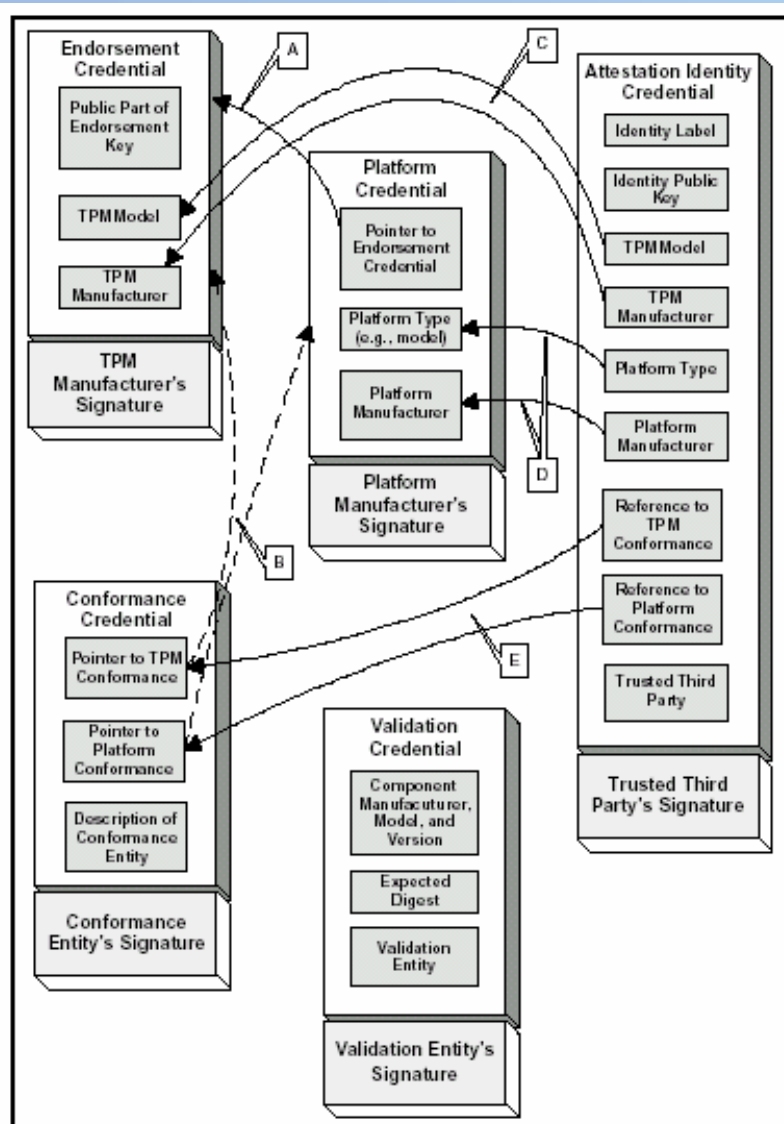 Endorsement
Credential
Public Part of
Endorsement
Key
TPM Model
TPM
Manufacturer
TPM
Manufacturer's
Signature
A
C
Platform
Credential
Pointer to
Endorsement
Credential
Platform Type
(e.g., model)
Platform
Manufacturer
Platform
Manufacturer's
Signature
D
Attestation Identity
Credential
Identity Label
Identity Public
Key
TPM Model
TPM
Manufacturer
Platform Type
Platform
Manufacturer
Reference to
TPM
Conformance
Reference to
Platform
Conformance
Trusted Third
Party
Trusted Third
Party's Signature
B
E
Conformance
Credential
Pointer to TPM
Conformance
Pointer to
Platform
Conformance
Description of
Conformance
Entity
Conformance
Entity's Signature
Validation
Credential
Component
Manufacuturer,
Model, and
Version
Expected
Digest
Validation
Entity
Validation Entity's
Signature